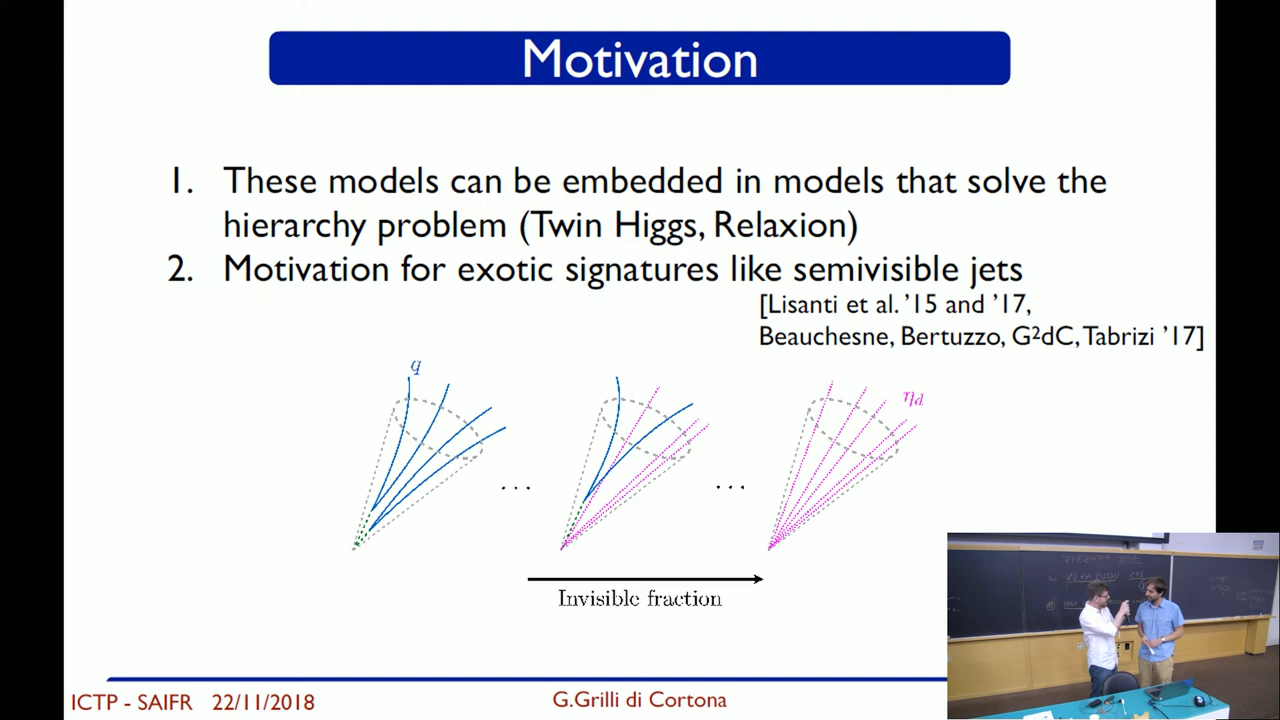 Motivation
1. These models can be embedded in models that solve the
hierarchy problem (Twin Higgs, Relaxion)
2. Motivation for exotic signatures like semivisible jets
[Lisanti et al. ’15 and ’17,
Beauchesne, Bertuzzo, G²dC, Tabrizi ’17]
q
η_d
...
...
Invisible fraction
ICTP - SAIFR 22/11/2018
G.Grilli di Cortona